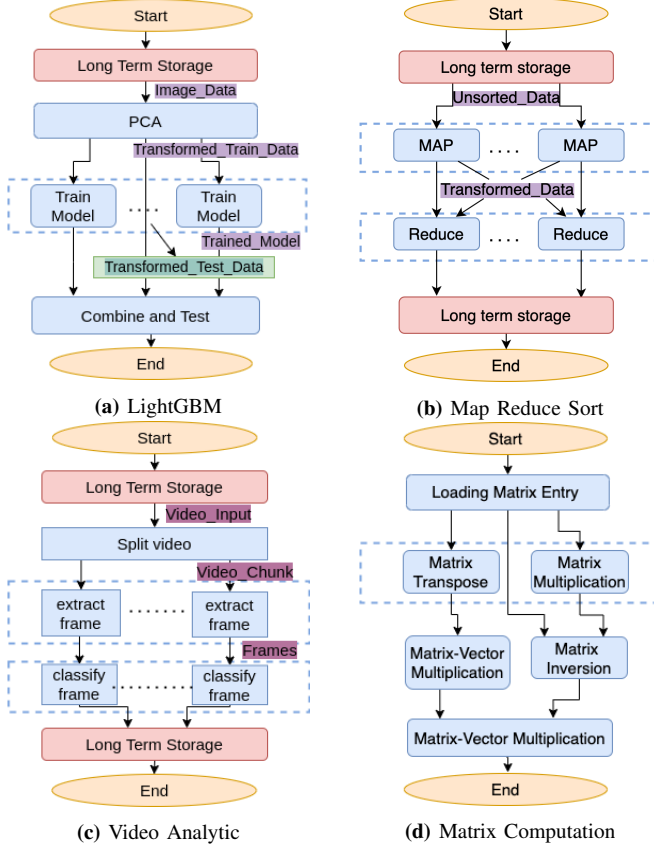 Start
Long Term Storage
Image_Data
PCA
Transformed_Train_Data
Train
Model
....
Train
Model
Trained_Model
Transformed_Test_Data
Combine and Test
End
(a) LightGBM
Start
Long term storage
Unsorted_Data
MAP
....
MAP
Transformed_Data
Reduce
....
Reduce
Long term storage
End
(b) Map Reduce Sort
Start
Long Term Storage
Video_Input
Split video
Video_Chunk
extract
frame
........
extract
frame
Frames
classify
frame
............
classify
frame
Long Term Storage
End
(c) Video Analytic
Start
Loading Matrix Entry
Matrix
Transpose
Matrix
Multiplication
Matrix-Vector
Multiplication
Matrix
Inversion
Matrix-Vector Multiplication
End
(d) Matrix Computation